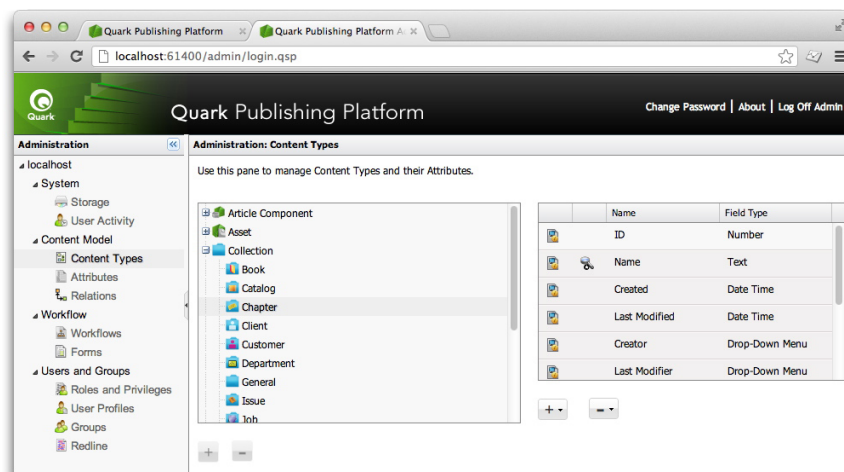 Quark Publishing Platform
Quark Publishing Platform A
localhost:61400/admin/login.qsp
Quark
Quark Publishing Platform
Change Password | About | Log Off Admin
Administration
Administration: Content Types
localhost
System
Storage
User Activity
Content Model
Content Types
Attributes
Relations
Workflow
Workflows
Forms
Users and Groups
Roles and Privileges
User Profiles
Groups
Redline
Use this pane to manage Content Types and their Attributes.
Article Component
Asset
Collection
Book
Catalog
Chapter
Client
Customer
Department
General
Issue
Job
Name Field Type
ID Number
Name Text
Created Date Time
Last Modified Date Time
Creator Drop-Down Menu
Last Modifier Drop-Down Menu